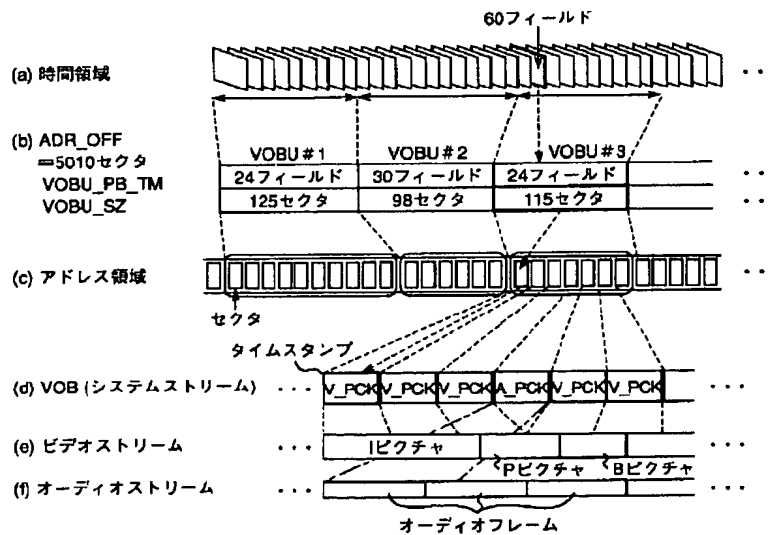 60フィールド
(a) 時間領域
(b) ADR_OFF
=5010セクタ
VOBU_PB_TM
VOBU_SZ
VOBU#1 VOBU#2 VOBU#3
24フィールド 30フィールド 24フィールド
125セクタ 98セクタ 115セクタ
(c) アドレス領域
セクタ
タイムスタンプ
(d) VOB (システムストリーム) ・・・ V_PCK V_PCK V_PCK A_PCK V_PCK V_PCK ・・・
(e) ビデオストリーム ・・・ Iピクチャ ・・・
Pピクチャ Bピクチャ
(f) オーディオストリーム ・・・ ・・・
オーディオフレーム